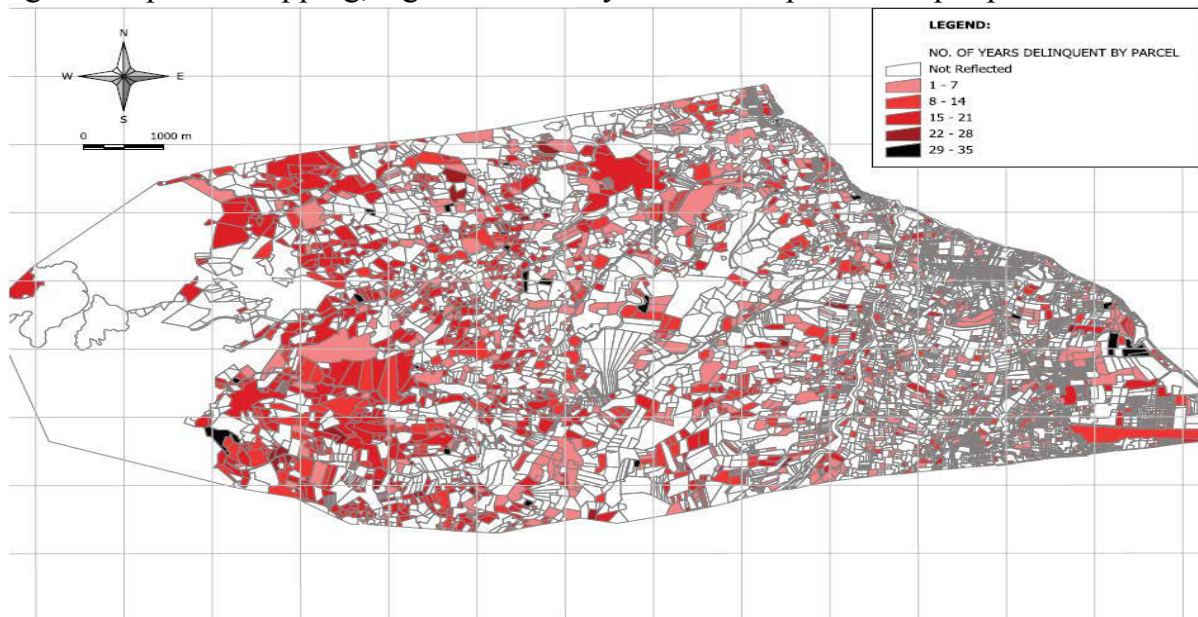 LEGEND:
NO. OF YEARS DELINQUENT BY PARCEL
Not Reflected
1 - 7
8 - 14
15 - 21
22 - 28
29 - 35
N
W E
S
0 1000 m